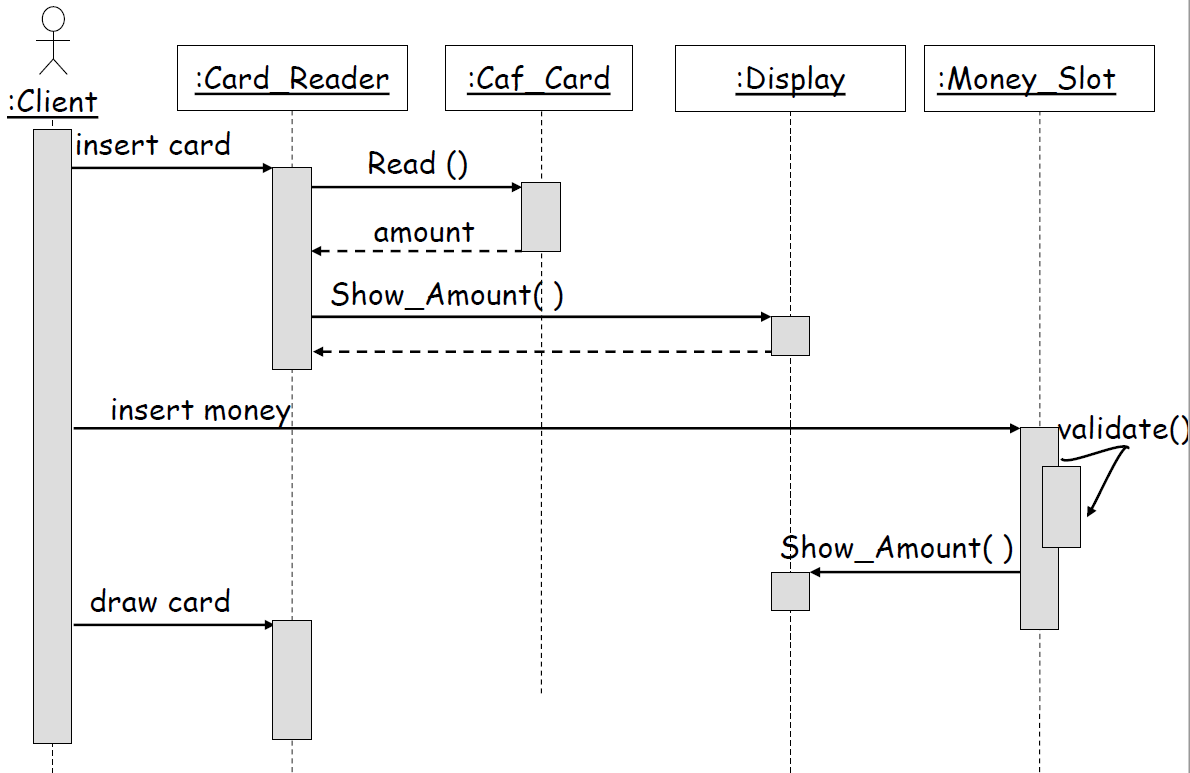 :Client
:Card_Reader
:Caf_Card
:Display
:Money_Slot
insert card
Read ()
amount
Show_Amount( )
insert money
validate()
Show_Amount( )
draw card